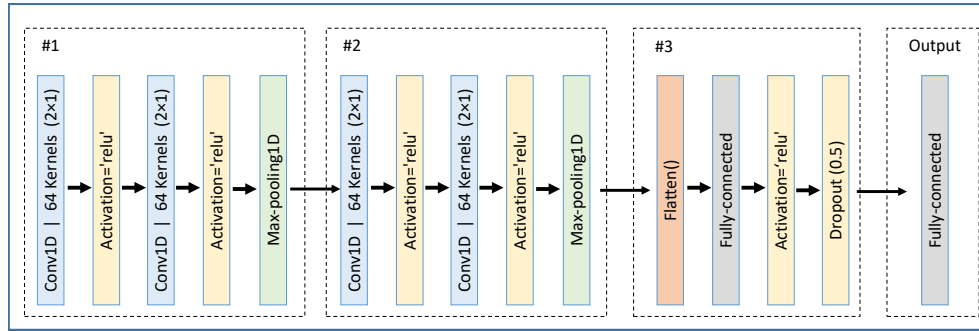 #1
Conv1D | 64 Kernels (2×1)
Activation='relu'
Conv1D | 64 Kernels (2×1)
Activation='relu'
Max-pooling1D
#2
Conv1D | 64 Kernels (2×1)
Activation='relu'
Conv1D | 64 Kernels (2×1)
Activation='relu'
Max-pooling1D
#3
Flatten()
Fully-connected
Activation='relu'
Dropout (0.5)
Output
Fully-connected